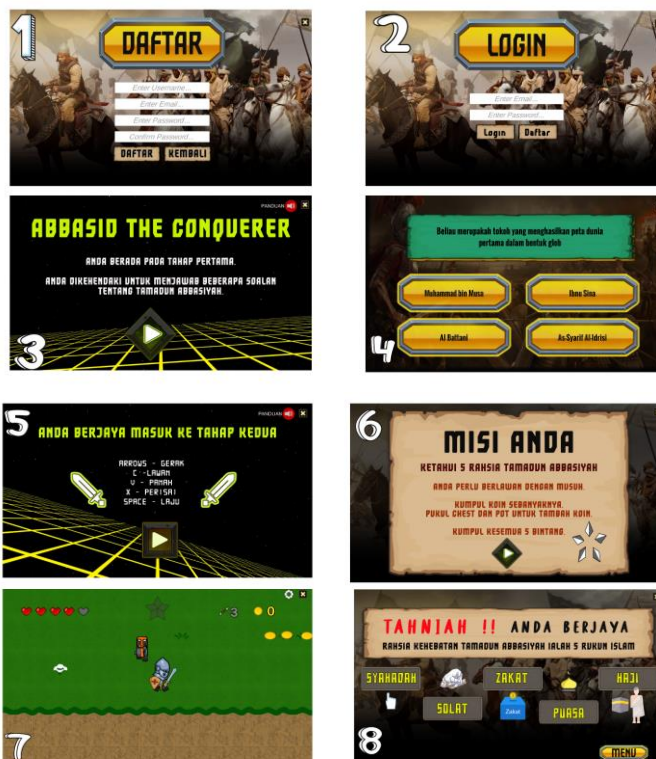 1
DAFTAR
Enter Username...
Enter Email...
Enter Password...
Confirm Password...
DAFTAR KEMBALI
2
LOGIN
Enter Email...
Enter Password...
Login Daftar
PANDUAN
ABBASID THE CONQUERER
ANDA BERADA PADA TAHAP PERTAMA.
ANDA DIKEHENDAKI UNTUK MENJAWAB BEBERAPA SOALAN
TENTANG TAMADUN ABBASIYAH.
3
Beliau merupakah tokoh yang menghasilkan peta dunia
pertama dalam bentuk glob
Muhammad bin Musa
Ibnu Sina
Al Battani
As-Syarif Al-Idrisi
4
5
PANDUAN
ANDA BERJAYA MASUK KE TAHAP KEDUA
ARROWS - GERAK
C -LAWAN
V - PANAH
X - PERISAI
SPACE - LAJU
6
MISI ANDA
KETAHUI 5 RAHSIA TAMADUN ABBASIYAH
ANDA PERLU BERLAWAN DENGAN MUSUH.
KUMPUL KOIN SEBANYAKNYA.
PUKUL CHEST DAN POT UNTUK TAMBAH KOIN.
KUMPUL KESEMUA 5 BINTANG.
3 0
7
TAHNIAH !! ANDA BERJAYA
RAHSIA KEHEBATAN TAMADUN ABBASIYAH IALAH 5 RUKUN ISLAM
SYAHADAH
ZAKAT
HAJI
SOLAT
Zakat
PUASA
8
MENU